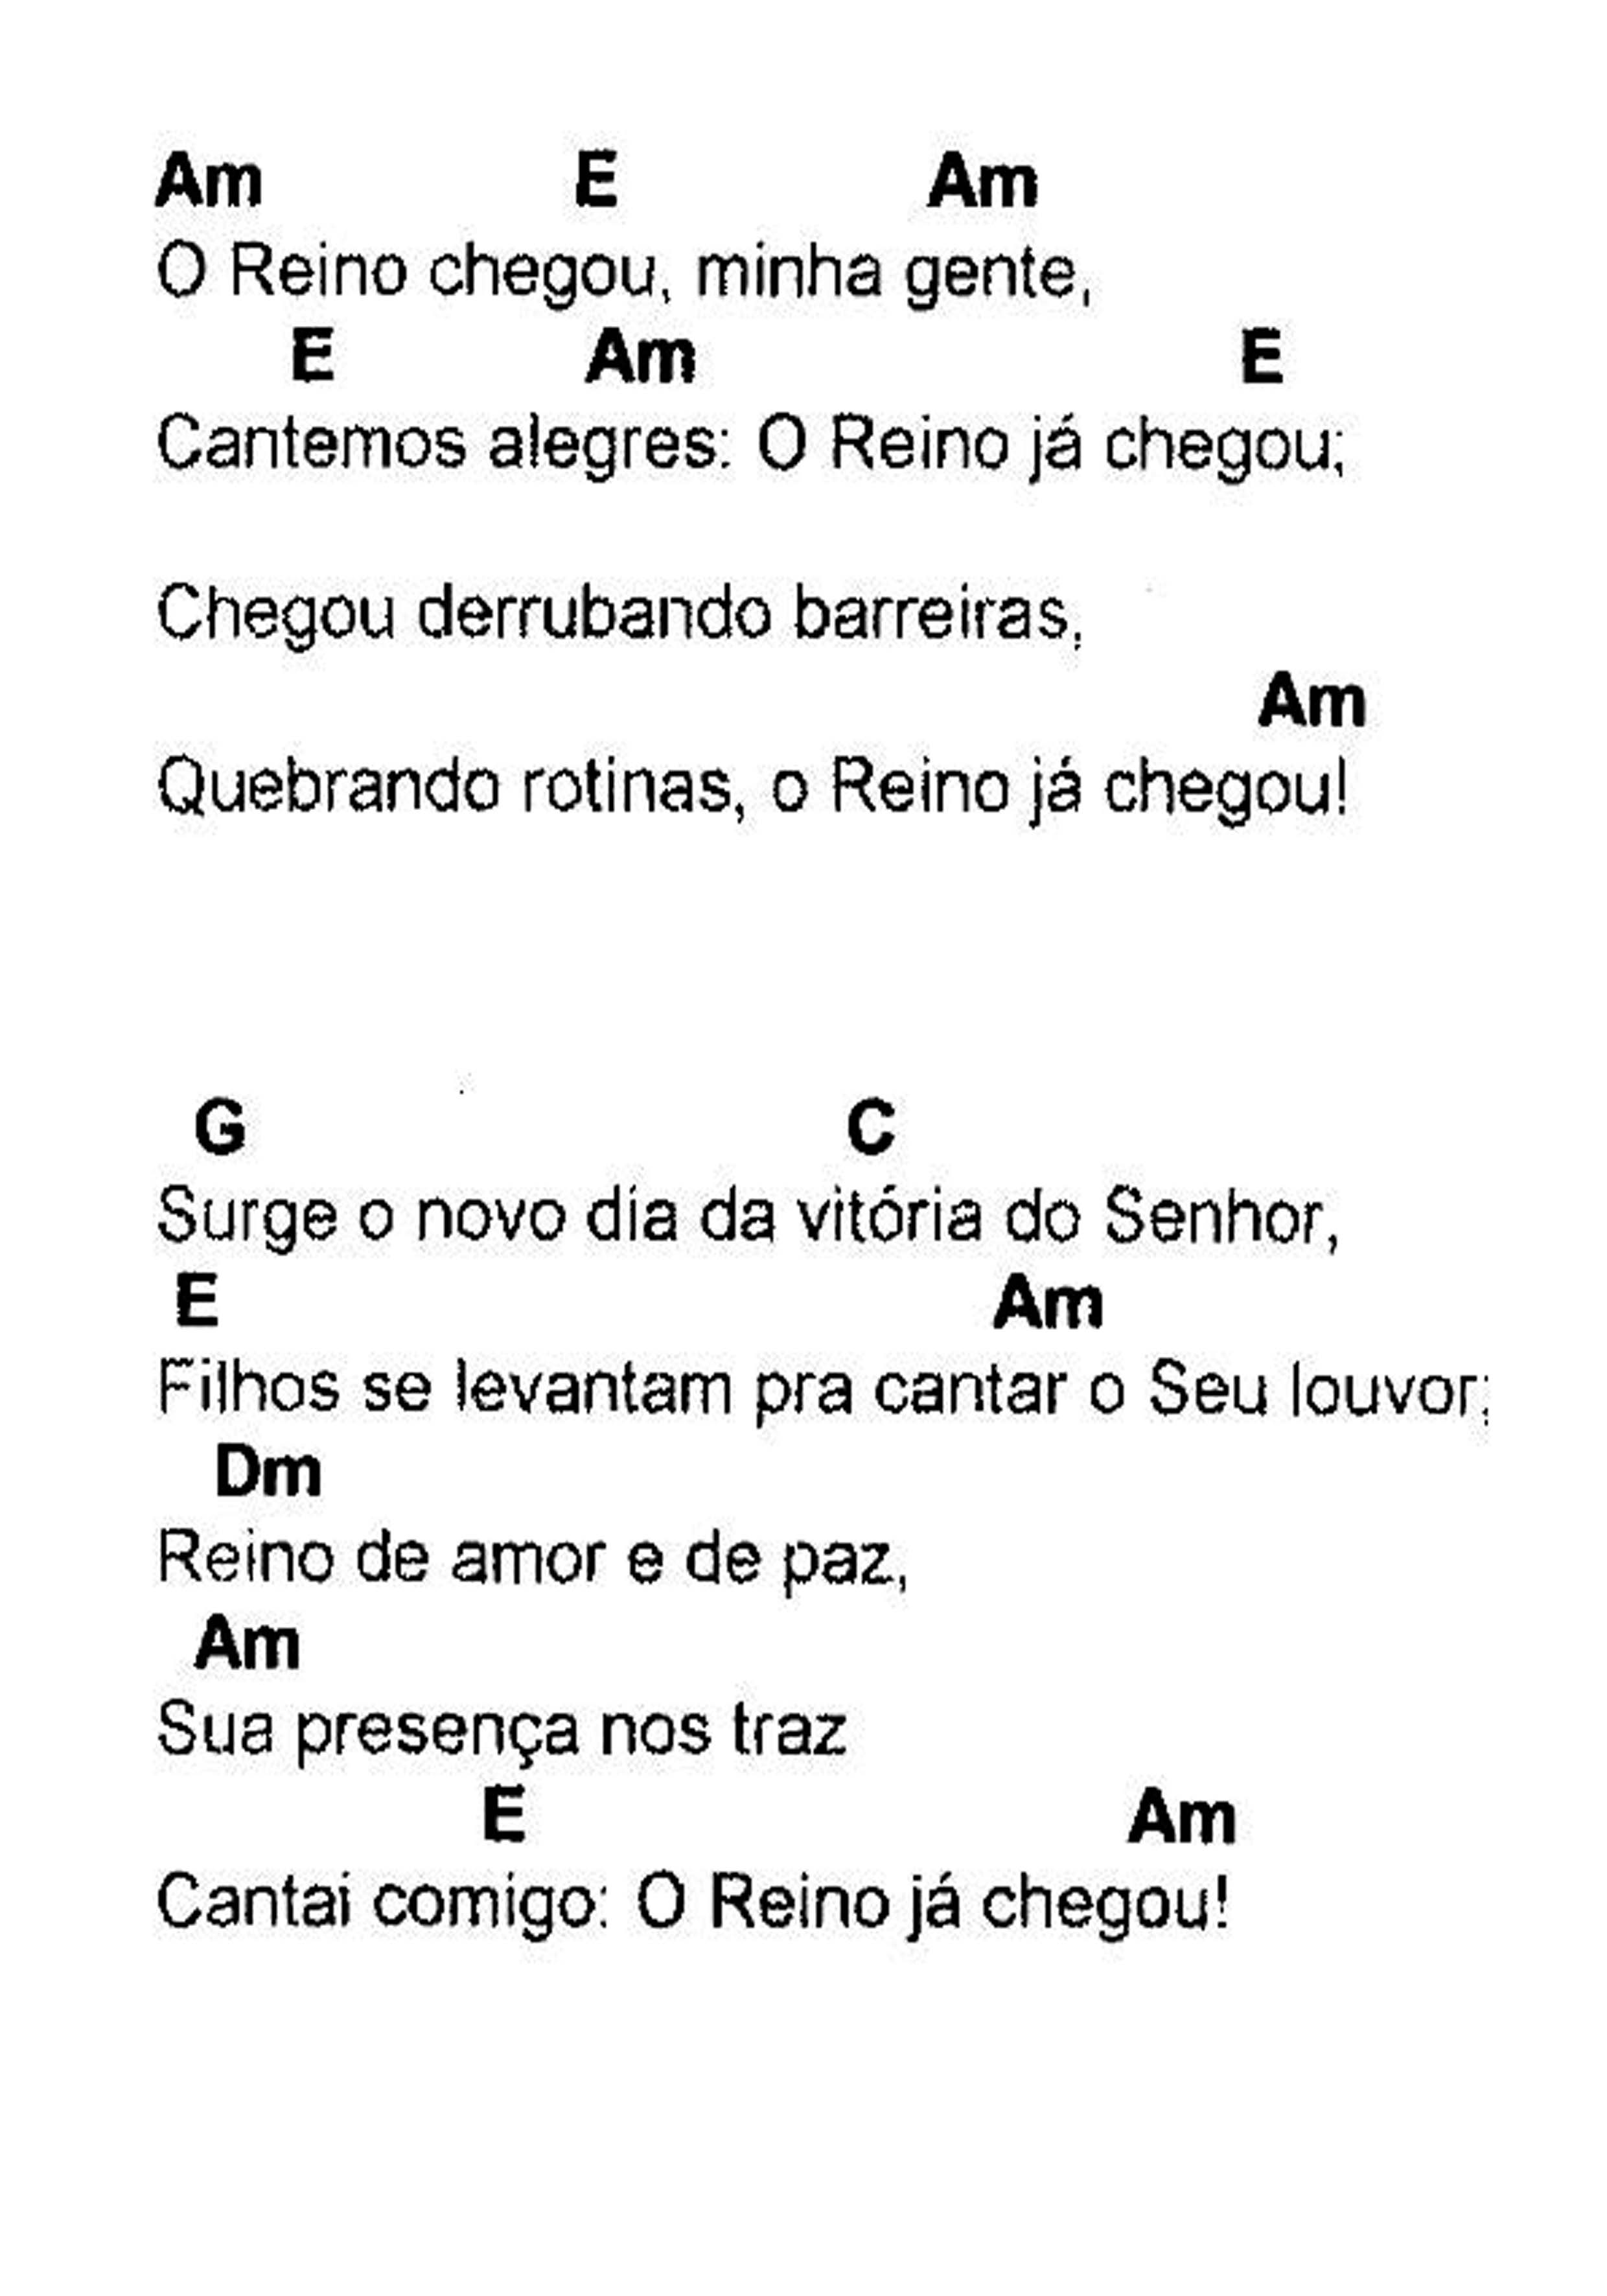 Am E Am
O Reino chegou, minha gente,
E Am E
Cantemos alegres: O Reino já chegou;
Chegou derrubando barreiras,
Am
Quebrando rotinas, o Reino já chegou!
G C
Surge o novo dia da vitória do Senhor,
E Am
Filhos se levantam pra cantar o Seu louvor;
Dm
Reino de amor e de paz,
Am
Sua presença nos traz
E Am
Cantai comigo: O Reino já chegou!